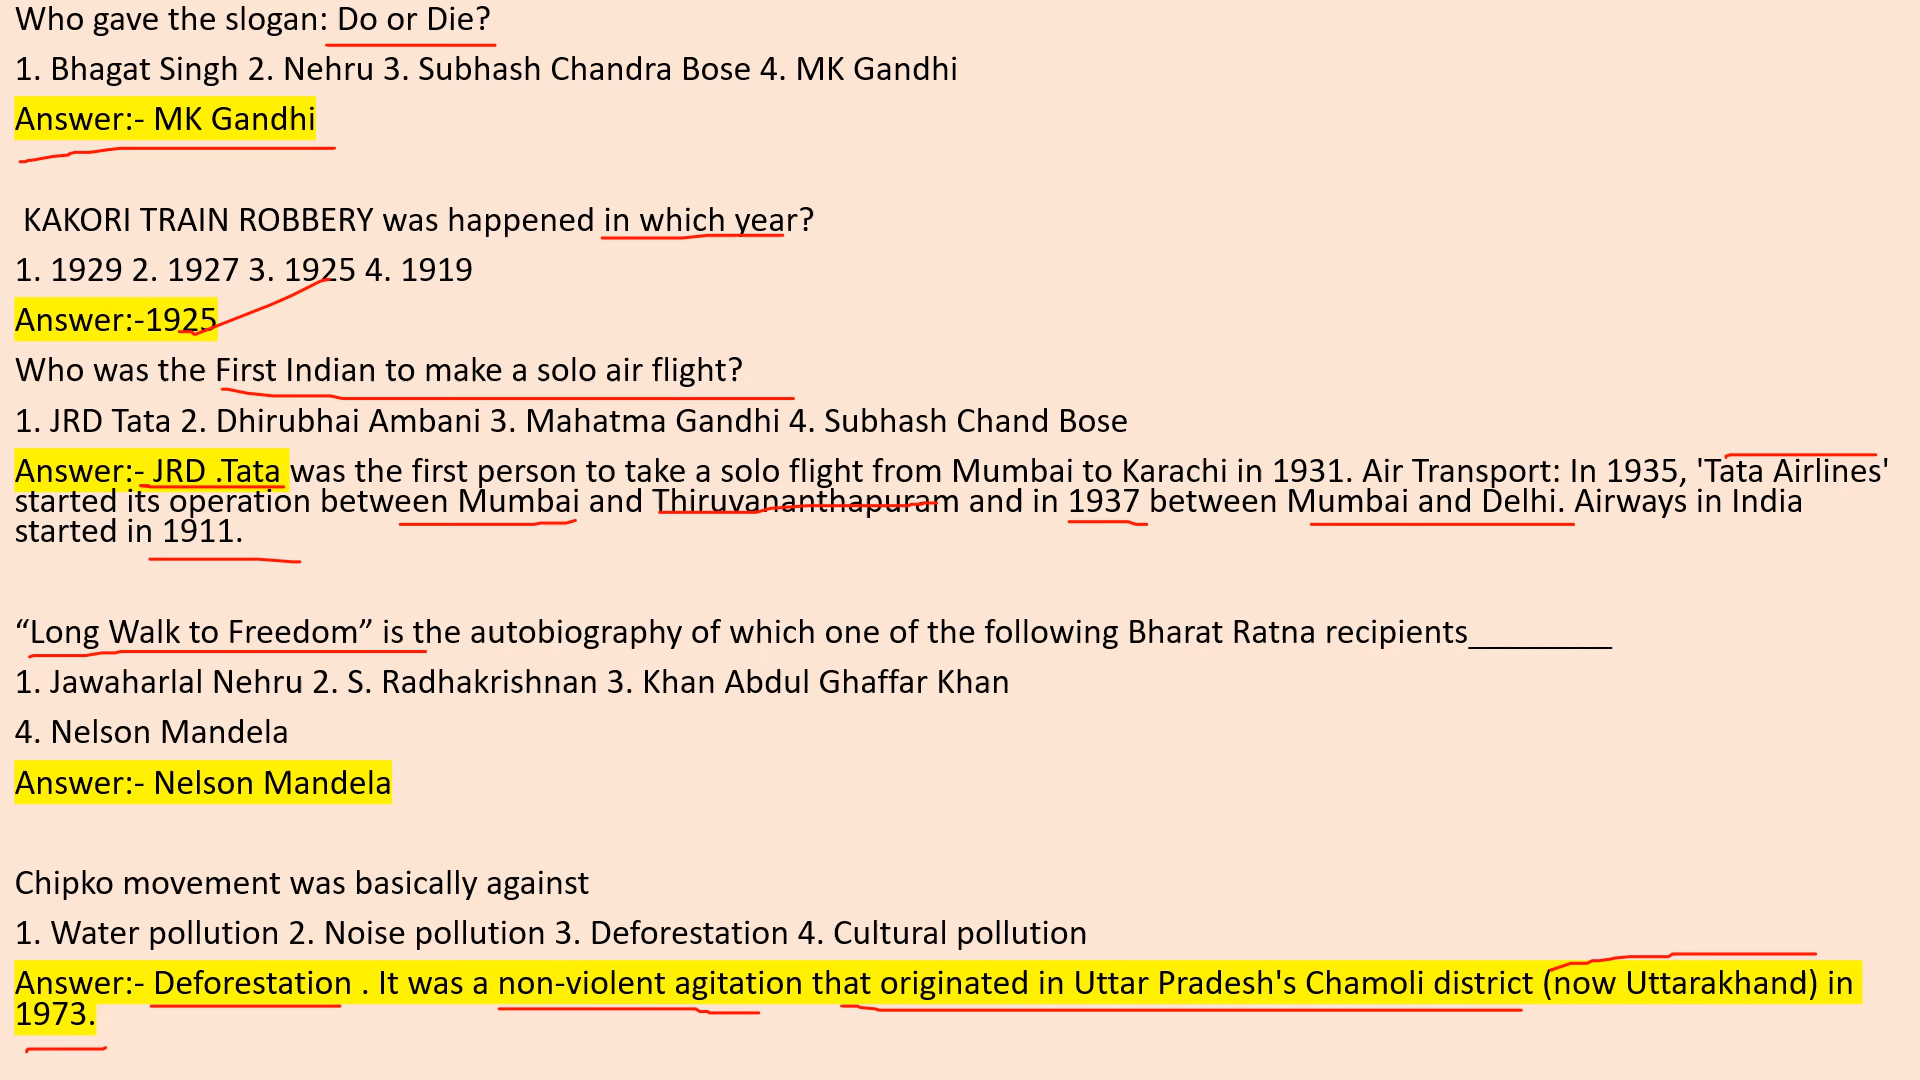 Who gave the slogan: Do or Die?
1. Bhagat Singh 2. Nehru 3. Subhash Chandra Bose 4. MK Gandhi
Answer:- MK Gandhi
KAKORI TRAIN ROBBERY was happened in which year?
1. 1929 2. 1927 3. 1925 4. 1919
Answer:-1925
Who was the First Indian to make a solo air flight?
1. JRD Tata 2. Dhirubhai Ambani 3. Mahatma Gandhi 4. Subhash Chand Bose
Answer:- JRD .Tata was the first person to take a solo flight from Mumbai to Karachi in 1931. Air Transport: In 1935, 'Tata Airlines'
started its operation between Mumbai and Thiruvananthapuram and in 1937 between Mumbai and Delhi. Airways in India
started in 1911.
“Long Walk to Freedom” is the autobiography of which one of the following Bharat Ratna recipients_________
1. Jawaharlal Nehru 2. S. Radhakrishnan 3. Khan Abdul Ghaffar Khan
4. Nelson Mandela
Answer:- Nelson Mandela
Chipko movement was basically against
1. Water pollution 2. Noise pollution 3. Deforestation 4. Cultural pollution
Answer:- Deforestation . It was a non-violent agitation that originated in Uttar Pradesh's Chamoli district (now Uttarakhand) in
1973.